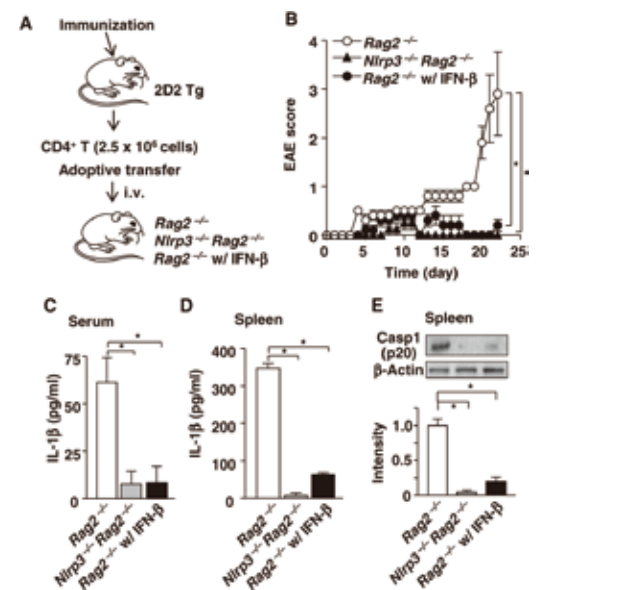 A
Immunization
2D2 Tg
CD4⁺ T (2.5 x 10⁶ cells)
Adoptive transfer
i.v.
Rag2⁻/⁻
Nlrp3⁻/⁻ Rag2⁻/⁻
Rag2⁻/⁻ w/ IFN-β
B
Rag2⁻/⁻
Nlrp3⁻/⁻ Rag2⁻/⁻
Rag2⁻/⁻ w/ IFN-β
EAE score
4
3
2
1
0
0 5 10 15 20 25
Time (day)
*
*
C
Serum
* *
IL-1β (pg/ml)
75
50
25
0
Rag2⁻/⁻
Nlrp3⁻/⁻ Rag2⁻/⁻
Rag2⁻/⁻ w/ IFN-β
D
Spleen
* *
IL-1β (pg/ml)
400
300
200
100
0
Rag2⁻/⁻
Nlrp3⁻/⁻ Rag2⁻/⁻
Rag2⁻/⁻ w/ IFN-β
E
Spleen
Casp1
(p20)
β-Actin
* *
Intensity
1.0
0.5
0
Rag2⁻/⁻
Nlrp3⁻/⁻ Rag2⁻/⁻
Rag2⁻/⁻ w/ IFN-β